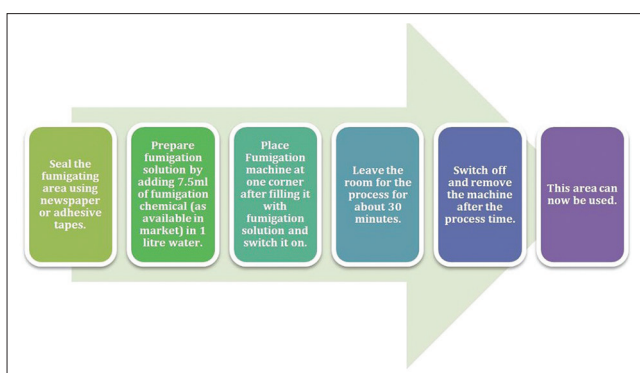 Seal the
fumigating
area using
newspaper
or adhesive
tapes.
Prepare
fumigation
solution by
adding 7.5ml
of fumigation
chemical (as
available in
market) in 1
litre water.
Place
Fumigation
machine at
one corner
after filling it
with
fumigation
solution and
switch it on.
Leave the
room for the
process for
about 30
minutes.
Switch off
and remove
the machine
after the
process time.
This area can
now be used.